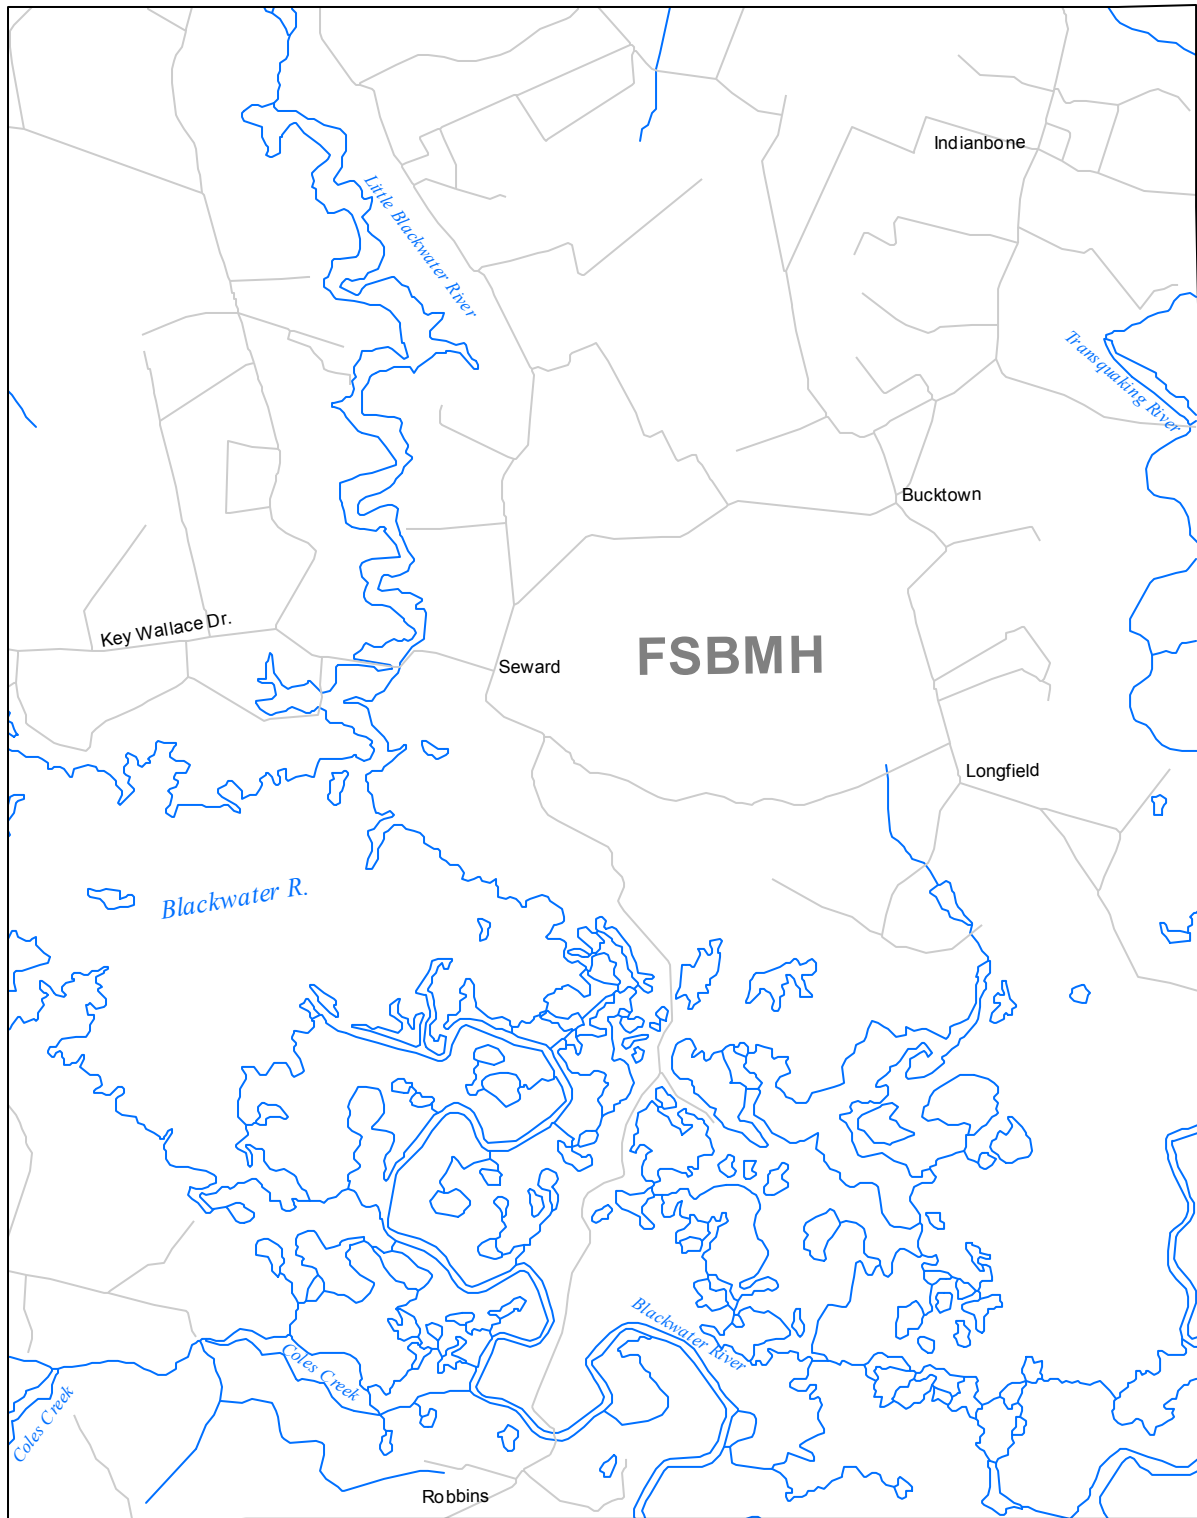 Indianbone
Little Blackwater River
Transquaking River
Bucktown
Key Wallace Dr.
FSBMH
Seward
Longfield
Blackwater R.
Blackwater River
Coles Creek
Coles Creek
Robbins